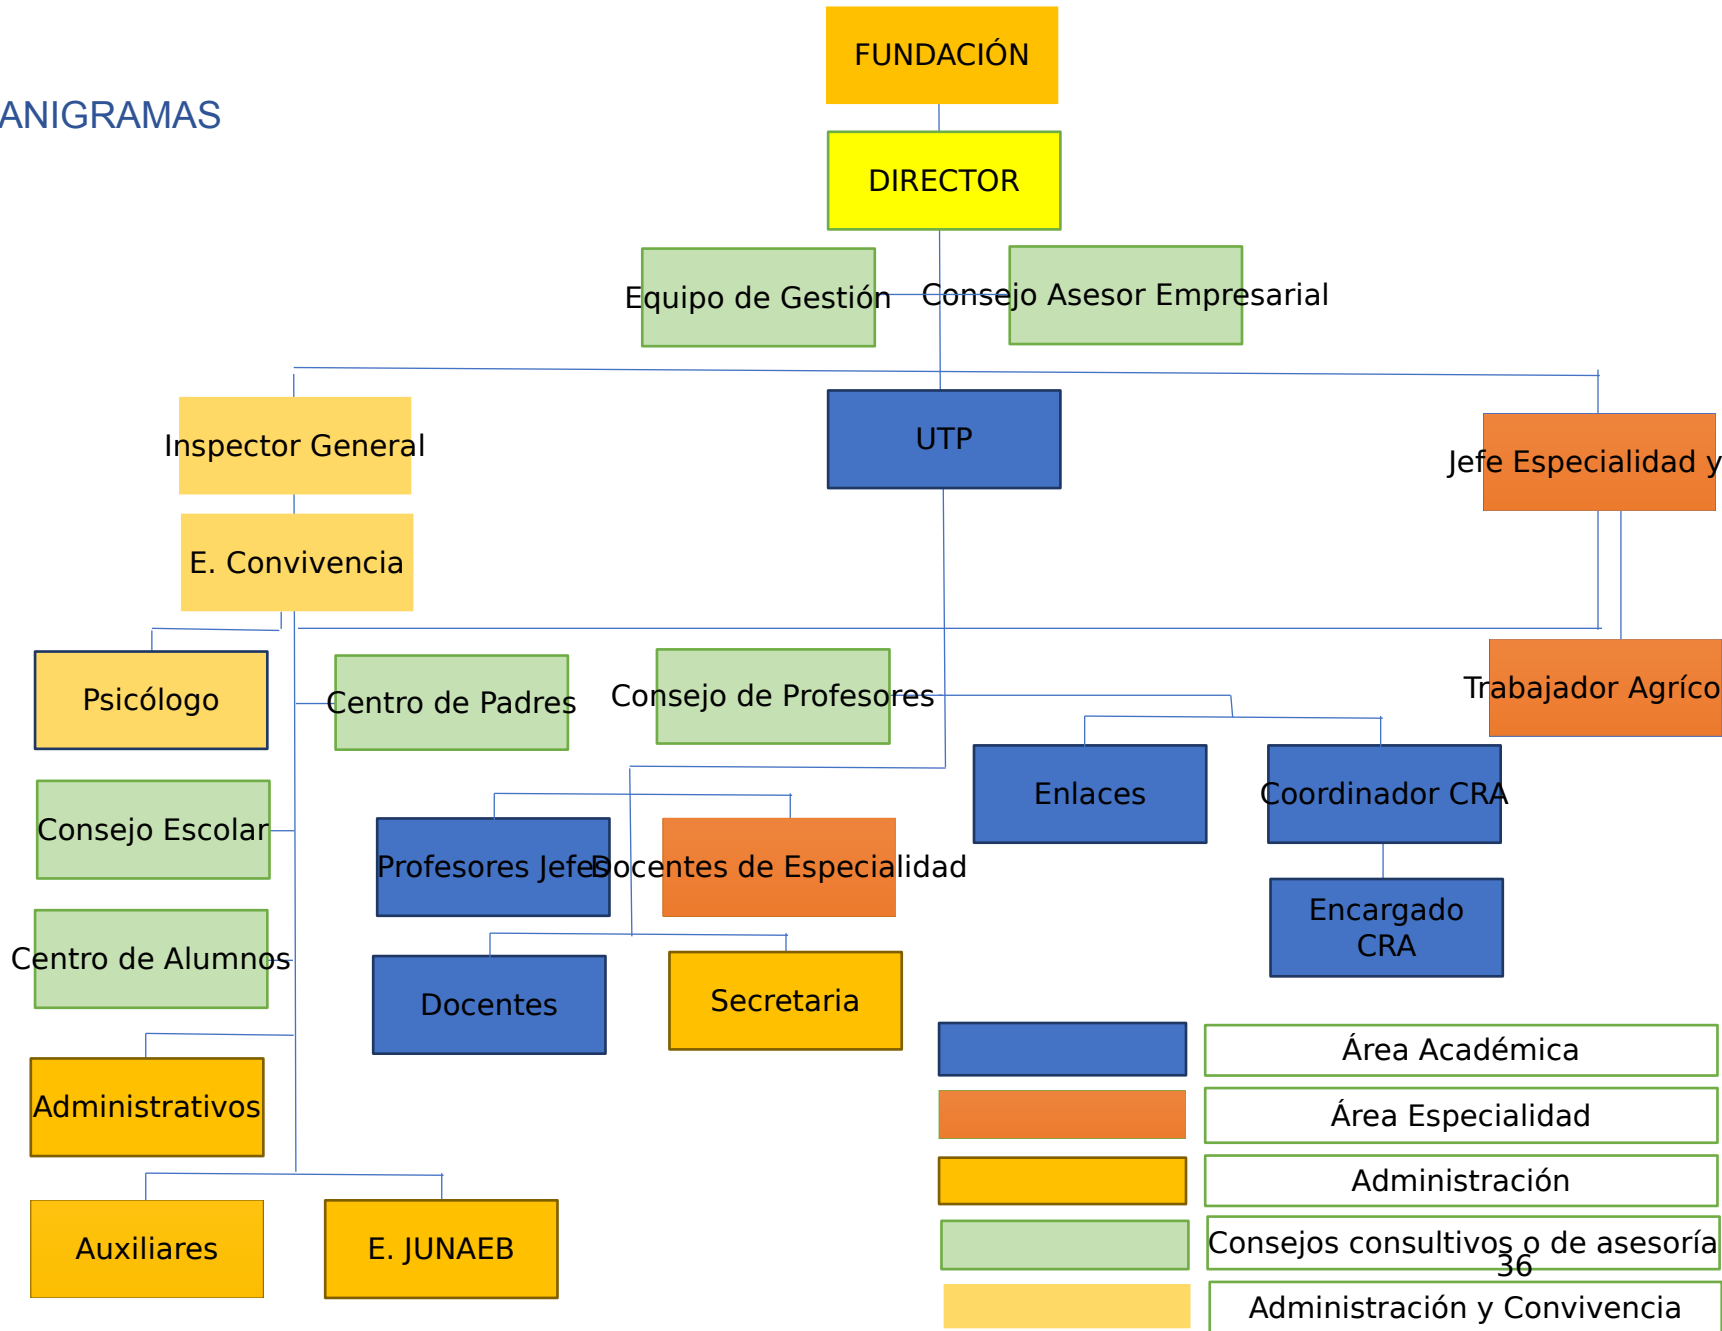 FUNDACIÓN
ANIGRAMAS
DIRECTOR
Equipo de Gestión
Consejo Asesor Empresarial
Inspector General
UTP
Jefe Especialidad y
E. Convivencia
Psicólogo
Centro de Padres
Consejo de Profesores
Trabajador Agríco
Enlaces
Coordinador CRA
Consejo Escolar
Profesores Jefes
Docentes de Especialidad
Encargado
CRA
Centro de Alumnos
Docentes
Secretaria
Área Académica
Administrativos
Área Especialidad
Administración
Auxiliares
E. JUNAEB
Consejos consultivos o de asesoría
36
Administración y Convivencia